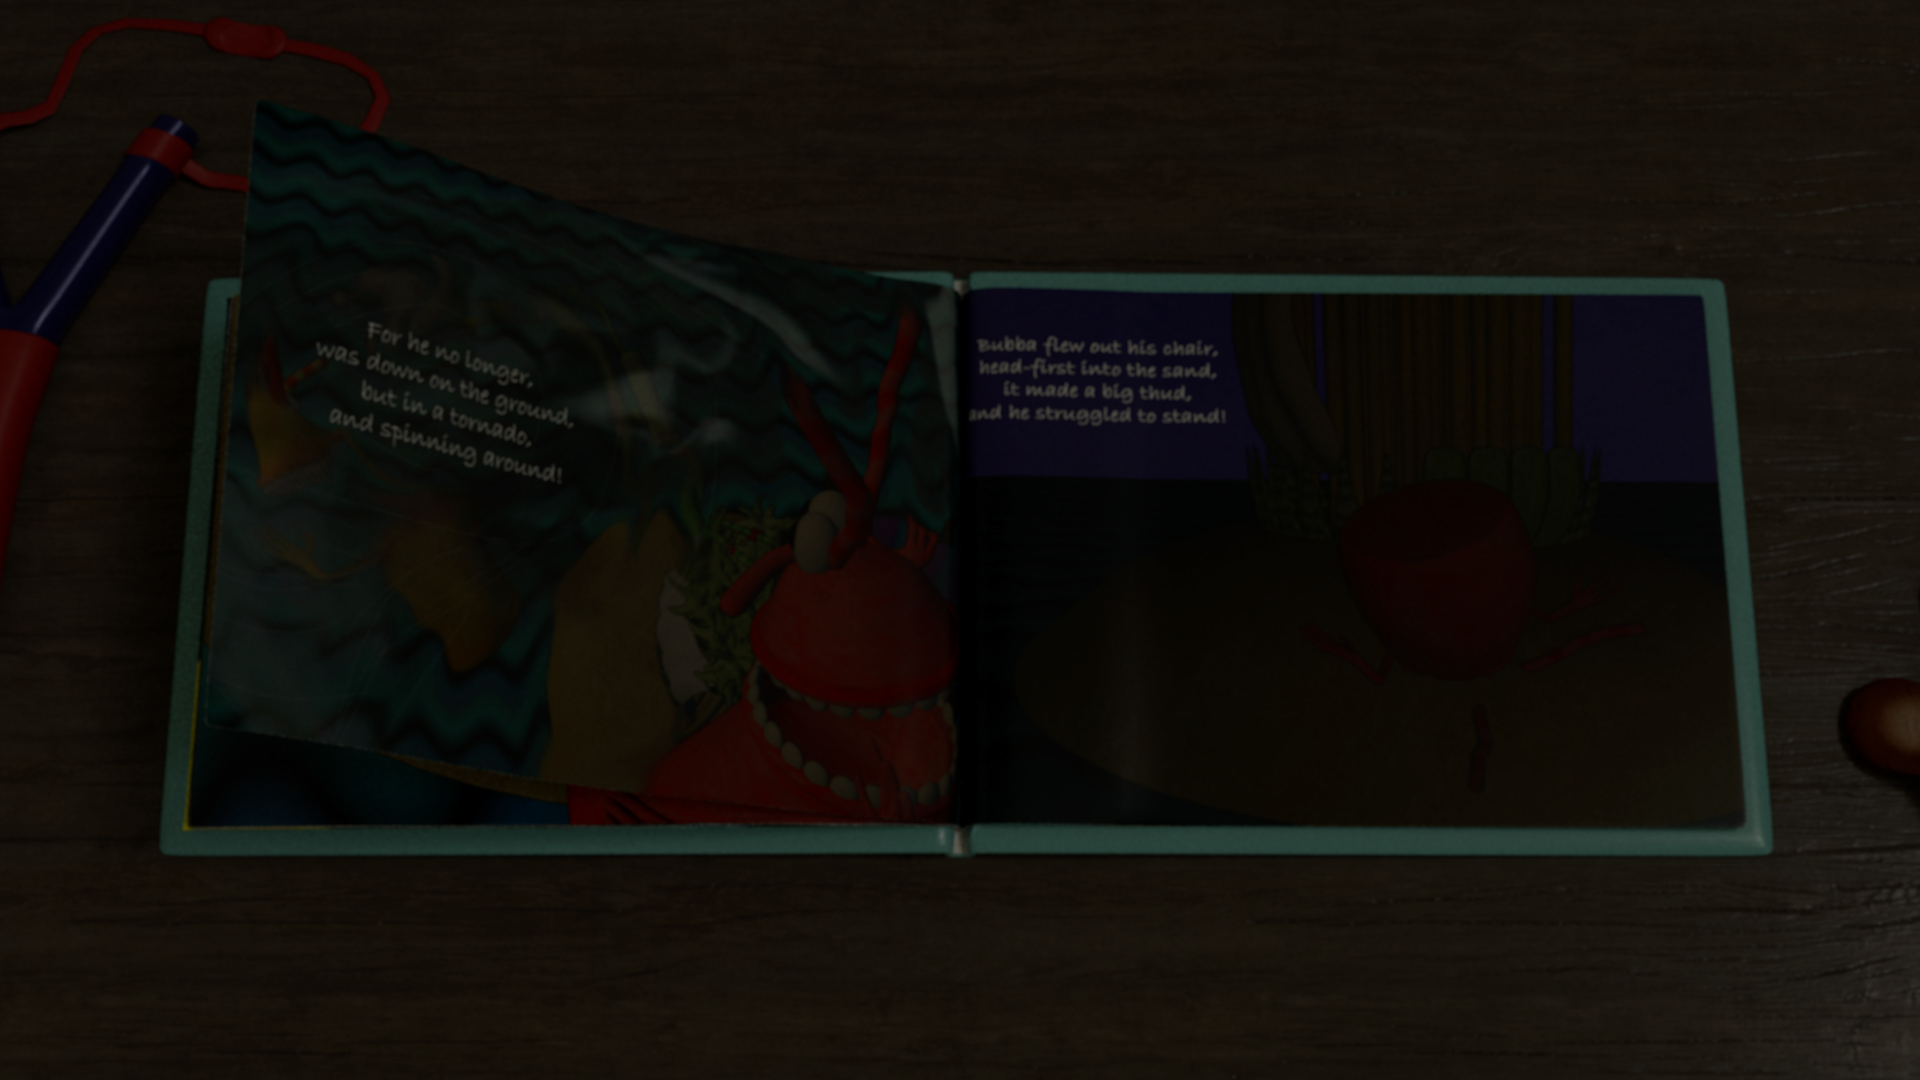 For he no longer,
was down on the ground,
but in a tornado,
and spinning around!
Bubba flew out his chair,
head-first into the sand,
it made a big thud,
and he struggled to stand!